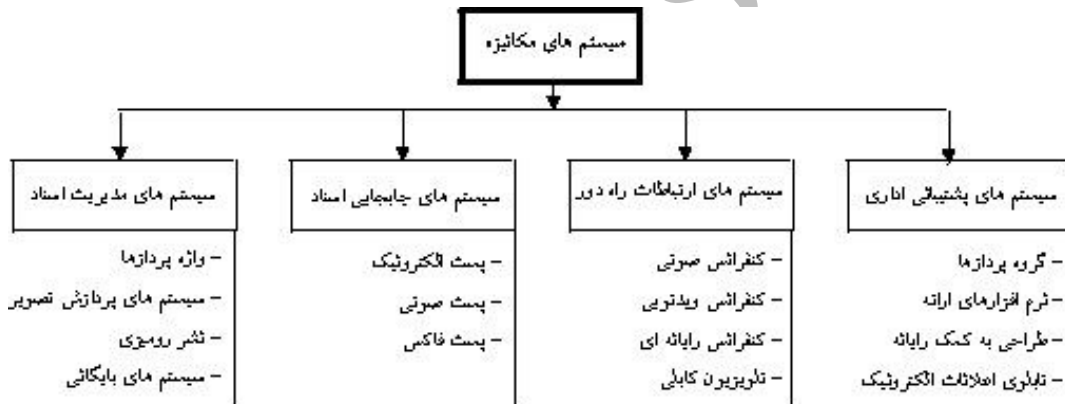 سیستم های مکانیزه
سیستم های پشتیبانی اداری
- گروه پردازها
- نرم افزارهای ارائه
- طراحی به کمک رایانه
- تابلوی اعلانات الکترونیک
سیستم های ارتباطات راه دور
- کنفرانس صوتی
- کنفرانس ویدئویی
- کنفرانس رایانه ای
- تلویزیون کابلی
سیستم های جابجایی اسناد
- پست الکترونیک
- پست صوتی
- پست فاکس
سیستم های مدیریت اسناد
- واژه پردازها
- سیستم های پردازش تصویر
- نشر رومیزی
- سیستم های بایگانی